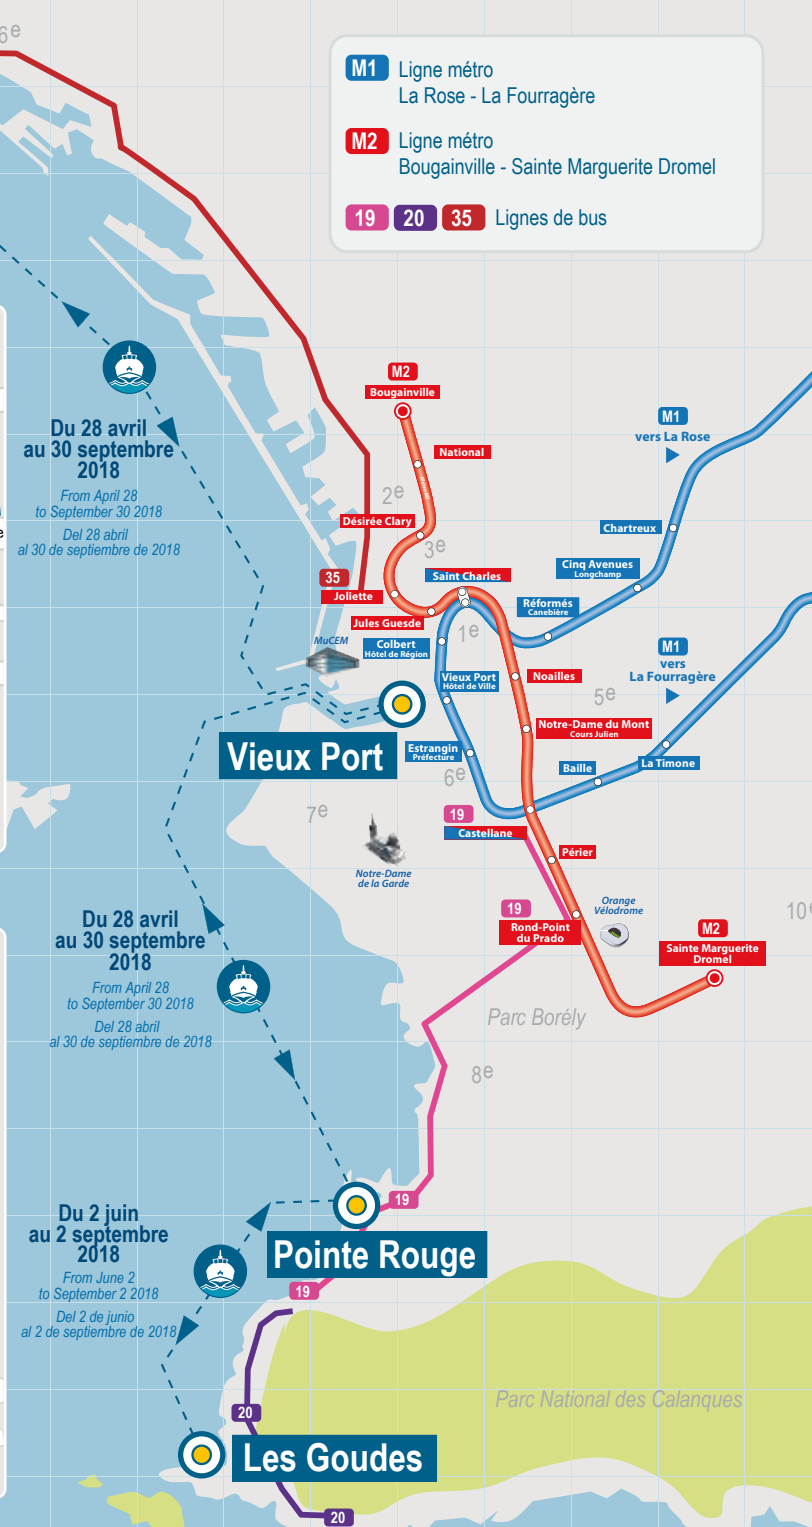 6e
M1 Ligne métro
La Rose - La Fourragère
M2 Ligne métro
Bougainville - Sainte Marguerite Dromel
19 20 35 Lignes de bus
M2
Bougainville
Du 28 avril
au 30 septembre
2018
From April 28
to September 30 2018
Del 28 abril
al 30 de septiembre de 2018
M1
vers La Rose
National
2e
Désirée Clary
3e
Chartreux
Cinq Avenues
Longchamp
Saint Charles
35
Joliette
Réformés
Canebière
Jules Guesde
1e
MuCEM
Colbert
Hôtel de Région
M1
vers
La Fourragère
Vieux Port
Hôtel de Ville
Noailles
5e
Notre-Dame du Mont
Cours Julien
Vieux Port
Estrangin
Préfecture
La Timone
Baille
6e
7e
19
Castellane
Périer
Notre-Dame
de la Garde
19
Rond-Point
du Prado
Orange
Vélodrome
10e
M2
Sainte Marguerite
Dromel
Du 28 avril
au 30 septembre
2018
From April 28
to September 30 2018
Del 28 abril
al 30 de septiembre de 2018
Parc Borély
8e
19
Pointe Rouge
Du 2 juin
au 2 septembre
2018
From June 2
to September 2 2018
Del 2 de junio
al 2 de septiembre de 2018
19
Parc National des Calanques
20
Les Goudes
20